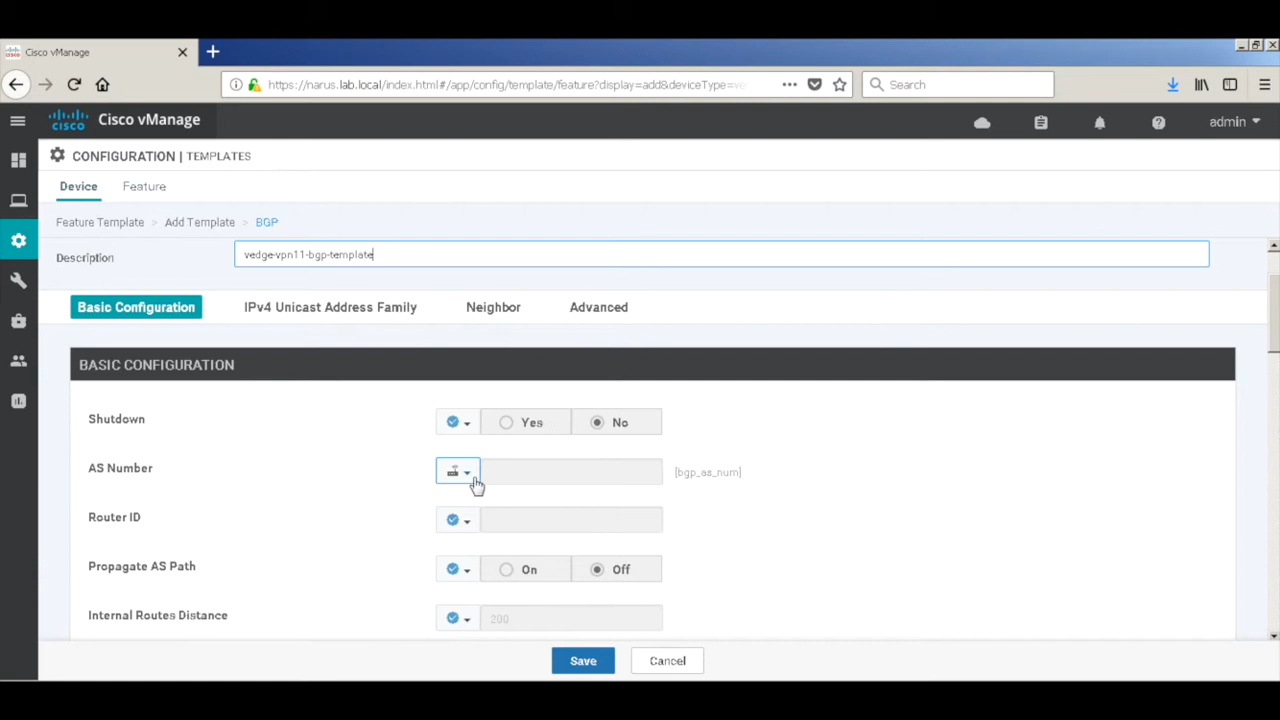 Cisco vManage
https://narus.lab.local/index.html#/app/config/template/feature?display=add&deviceType=ve
Search
CISCO Cisco vManage
admin
CONFIGURATION | TEMPLATES
Device Feature
Feature Template > Add Template > BGP
Description vedge-vpn11-bgp-template
Basic Configuration IPv4 Unicast Address Family Neighbor Advanced
BASIC CONFIGURATION
Shutdown Yes No
AS Number [bgp_as_num]
Router ID
Propagate AS Path On Off
Internal Routes Distance 200
Save Cancel